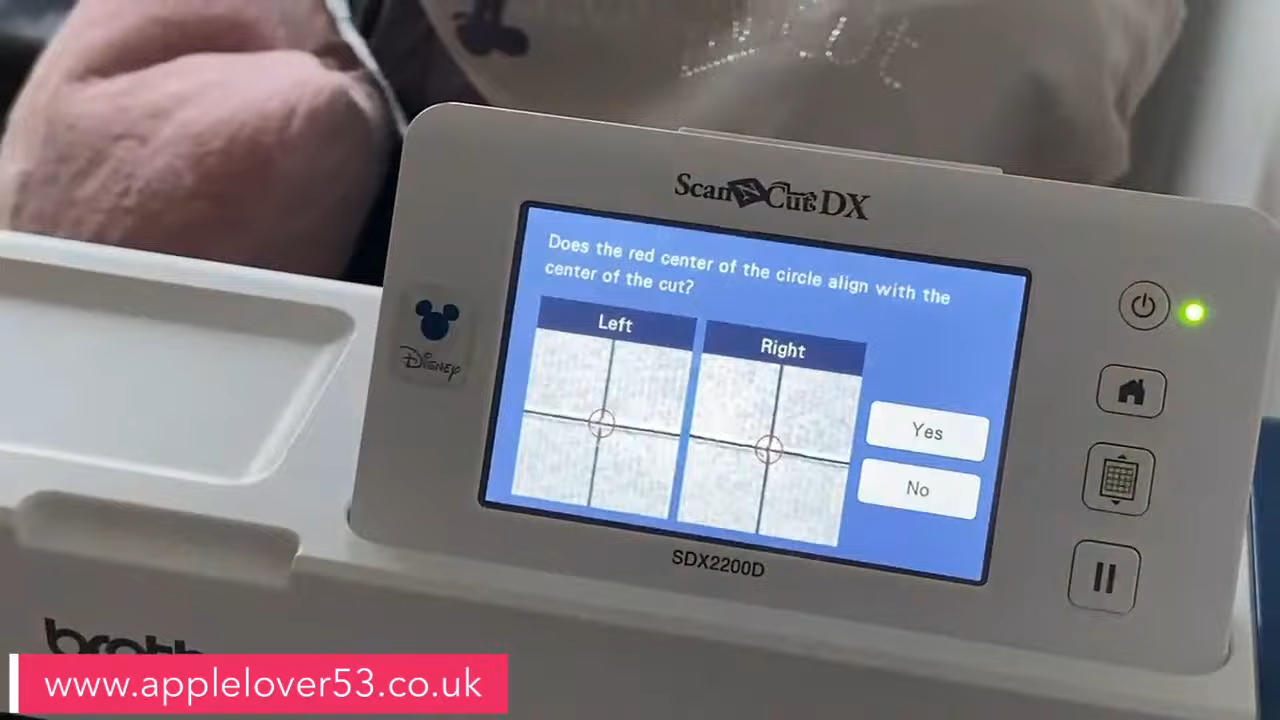 ScanNCut DX
Does the red center of the circle align with the
center of the cut?
Left
Right
Yes
No
Disney
SDX2200D
www.applelover53.co.uk